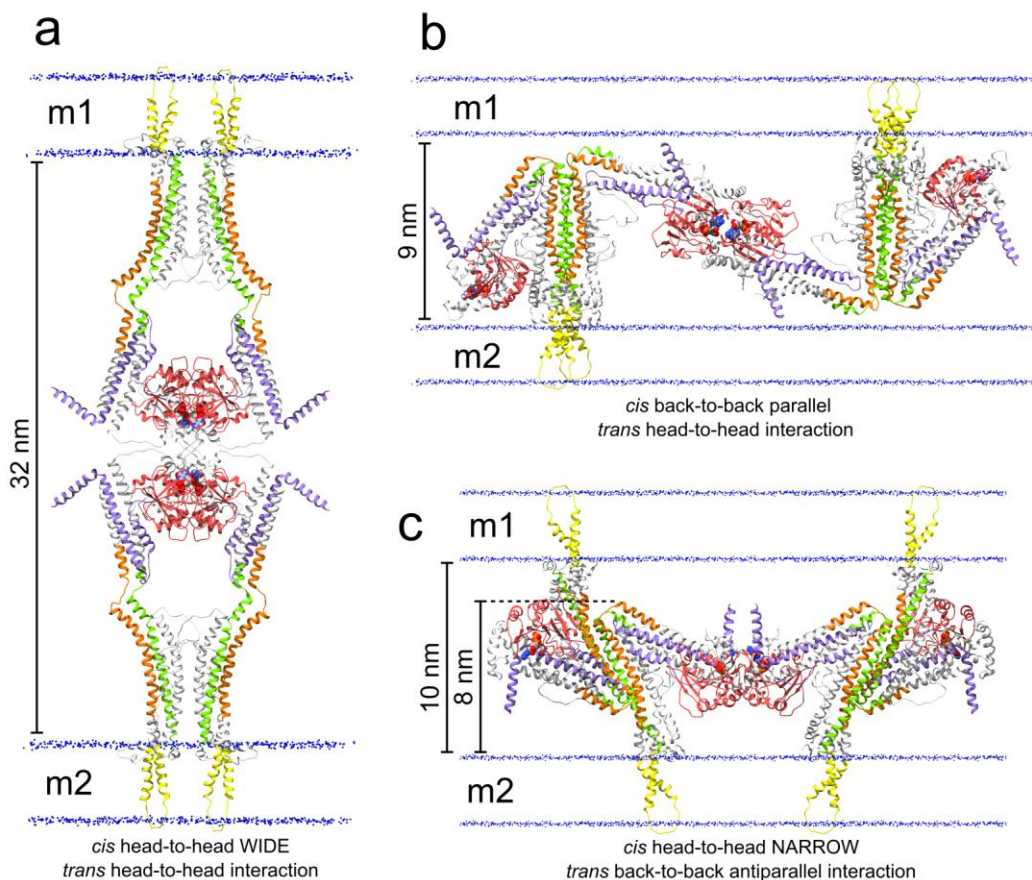 a
m1
32 nm
m2
cis head-to-head WIDE
trans head-to-head interaction
b
m1
9 nm
m2
cis back-to-back parallel
trans head-to-head interaction
c
m1
10 nm
8 nm
m2
cis head-to-head NARROW
trans back-to-back antiparallel interaction